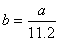 b = a/11.2